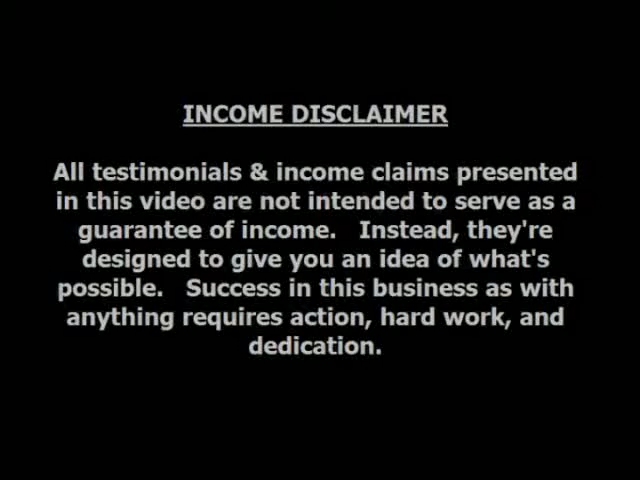 INCOME DISCLAIMER
All testimonials & income claims presented
in this video are not intended to serve as a
guarantee of income.   Instead, they're
designed to give you an idea of what's
possible.   Success in this business as with
anything requires action, hard work, and
dedication.